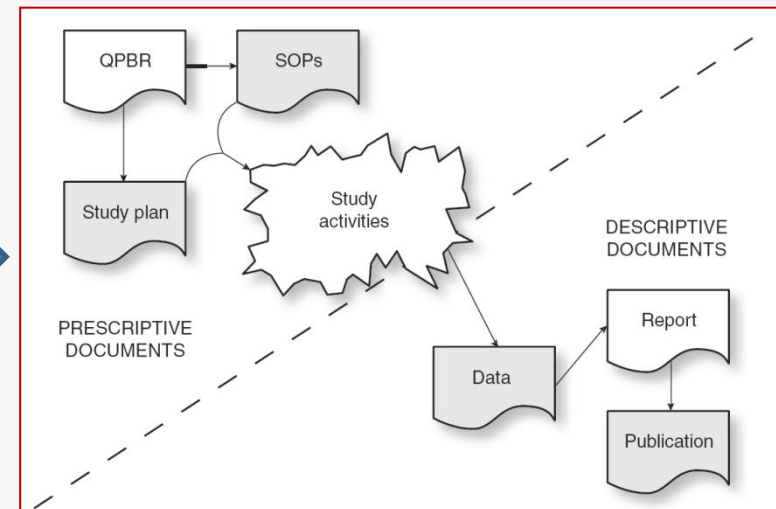 QPBR
SOPs
Study plan
Study
activities
PRESCRIPTIVE
DOCUMENTS
DESCRIPTIVE
DOCUMENTS
Report
Data
Publication